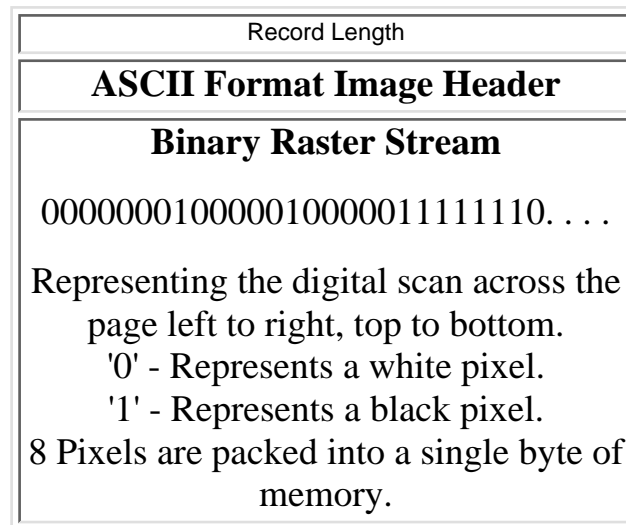 Record Length
ASCII Format Image Header
Binary Raster Stream
000000010000010000011111110. . . .
Representing the digital scan across the
page left to right, top to bottom.
'0' - Represents a white pixel.
'1' - Represents a black pixel.
8 Pixels are packed into a single byte of
memory.